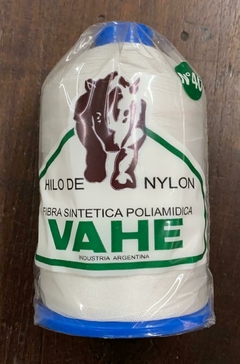 Nº40
HILO DE NYLON
FIBRA SINTETICA POLIAMIDICA
VAHE
INDUSTRIA ARGENTINA